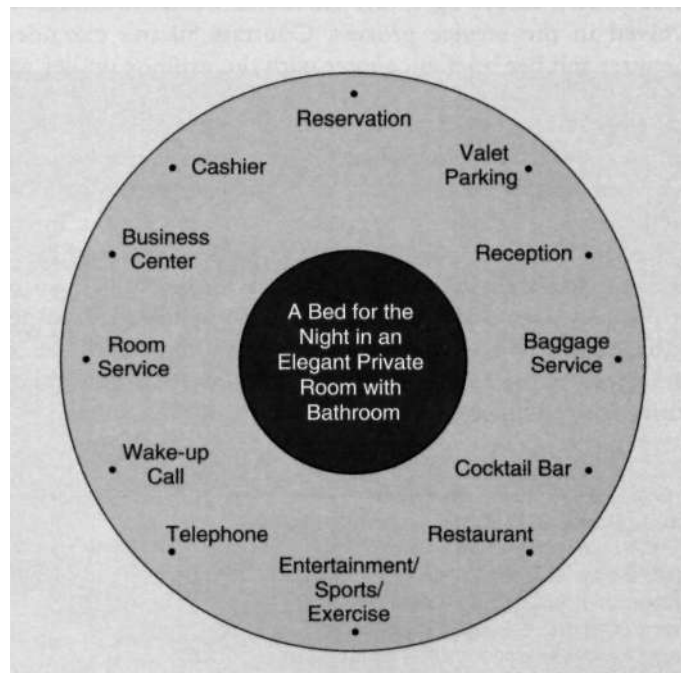 Reservation
Valet
Parking
Reception
Baggage
Service
Cocktail Bar
Restaurant
Entertainment/
Sports/
Exercise
Telephone
Wake-up
Call
Room
Service
Business
Center
Cashier
A Bed for the
Night in an
Elegant Private
Room with
Bathroom